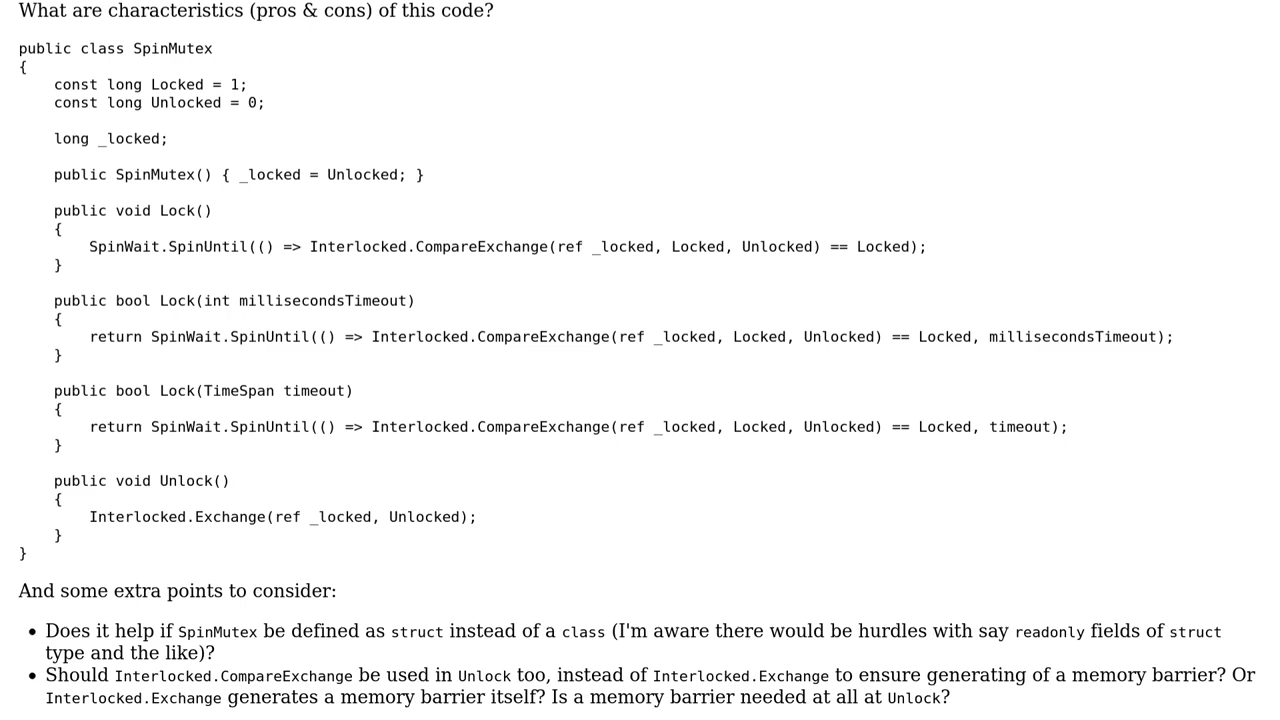 What are characteristics (pros & cons) of this code?
public class SpinMutex
{
    const long Locked = 1;
    const long Unlocked = 0;
    long _locked;
    public SpinMutex() { _locked = Unlocked; }
    public void Lock()
    {
        SpinWait.SpinUntil(() => Interlocked.CompareExchange(ref _locked, Locked, Unlocked) == Locked);
    }
    public bool Lock(int millisecondsTimeout)
    {
        return SpinWait.SpinUntil(() => Interlocked.CompareExchange(ref _locked, Locked, Unlocked) == Locked, millisecondsTimeout);
    }
    public bool Lock(TimeSpan timeout)
    {
        return SpinWait.SpinUntil(() => Interlocked.CompareExchange(ref _locked, Locked, Unlocked) == Locked, timeout);
    }
    public void Unlock()
    {
        Interlocked.Exchange(ref _locked, Unlocked);
    }
}
And some extra points to consider:
• Does it help if SpinMutex be defined as struct instead of a class (I'm aware there would be hurdles with say readonly fields of struct
type and the like)?
• Should Interlocked.CompareExchange be used in Unlock too, instead of Interlocked.Exchange to ensure generating of a memory barrier? Or
Interlocked.Exchange generates a memory barrier itself? Is a memory barrier needed at all at Unlock?